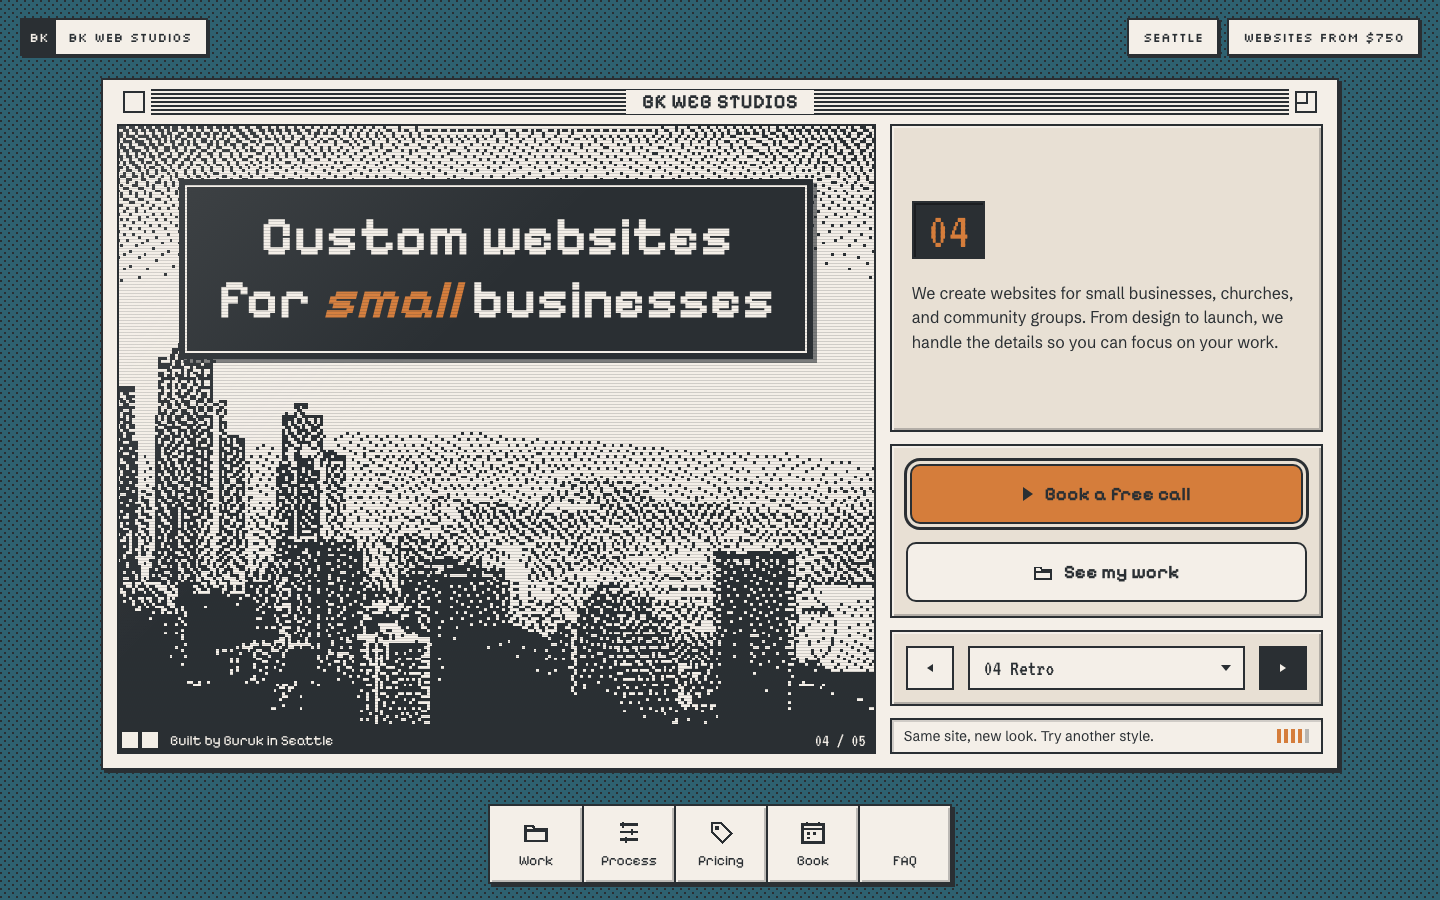 BK
BK WEB STUDIOS
SEATTLE
WEBSITES FROM $750
BK WEB STUDIOS
Custom websites
for small businesses
04
We create websites for small businesses, churches,
and community groups. From design to launch, we
handle the details so you can focus on your work.
Book a free call
See my work
04 Retro
Built by Buruk in Seattle
04 / 05
Same site, new look. Try another style.
Work
Process
Pricing
Book
FAQ